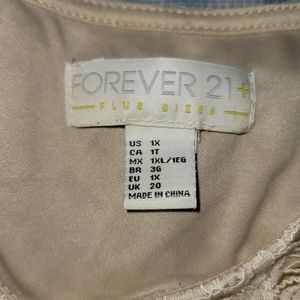 FOREVER 21+
PLUS SIZES
US 1X
CA 1T
MX 1XL/1EG
BR 36
EU 1X
UK 20
MADE IN CHINA